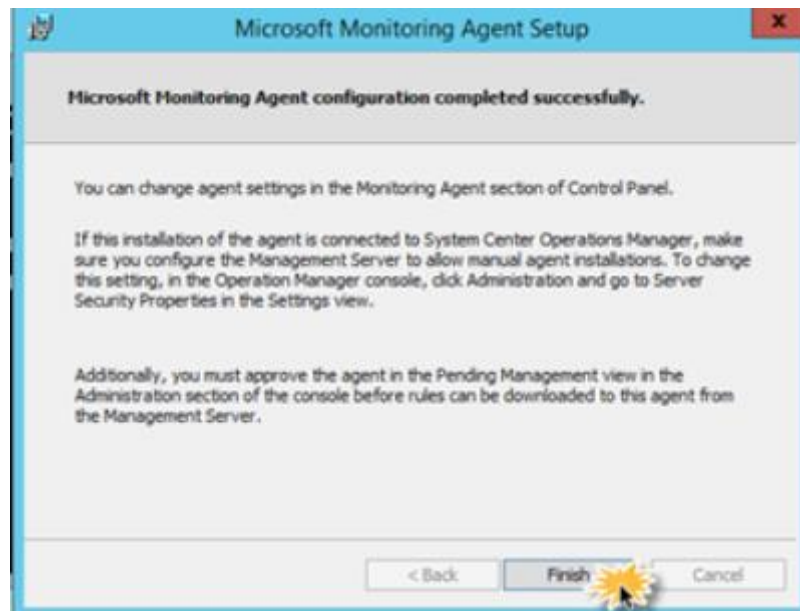 Microsoft Monitoring Agent Setup
x
Microsoft Monitoring Agent configuration completed successfully.
You can change agent settings in the Monitoring Agent section of Control Panel.
If this installation of the agent is connected to System Center Operations Manager, make
sure you configure the Management Server to allow manual agent installations. To change
this setting, in the Operation Manager console, click Administration and go to Server
Security Properties in the Settings view.
Additionally, you must approve the agent in the Pending Management view in the
Administration section of the console before rules can be downloaded to this agent from
the Management Server.
< Back Finish Cancel